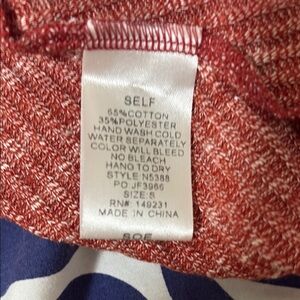 SELF
65%COTTON
35%POLYESTER
HAND WASH COLD
WATER SEPARATELY
COLOR WILL BLEED
NO BLEACH
HANG TO DRY
STYLE N5388
PO:JF3966
SIZE:S
RN#: 149231
MADE IN CHINA